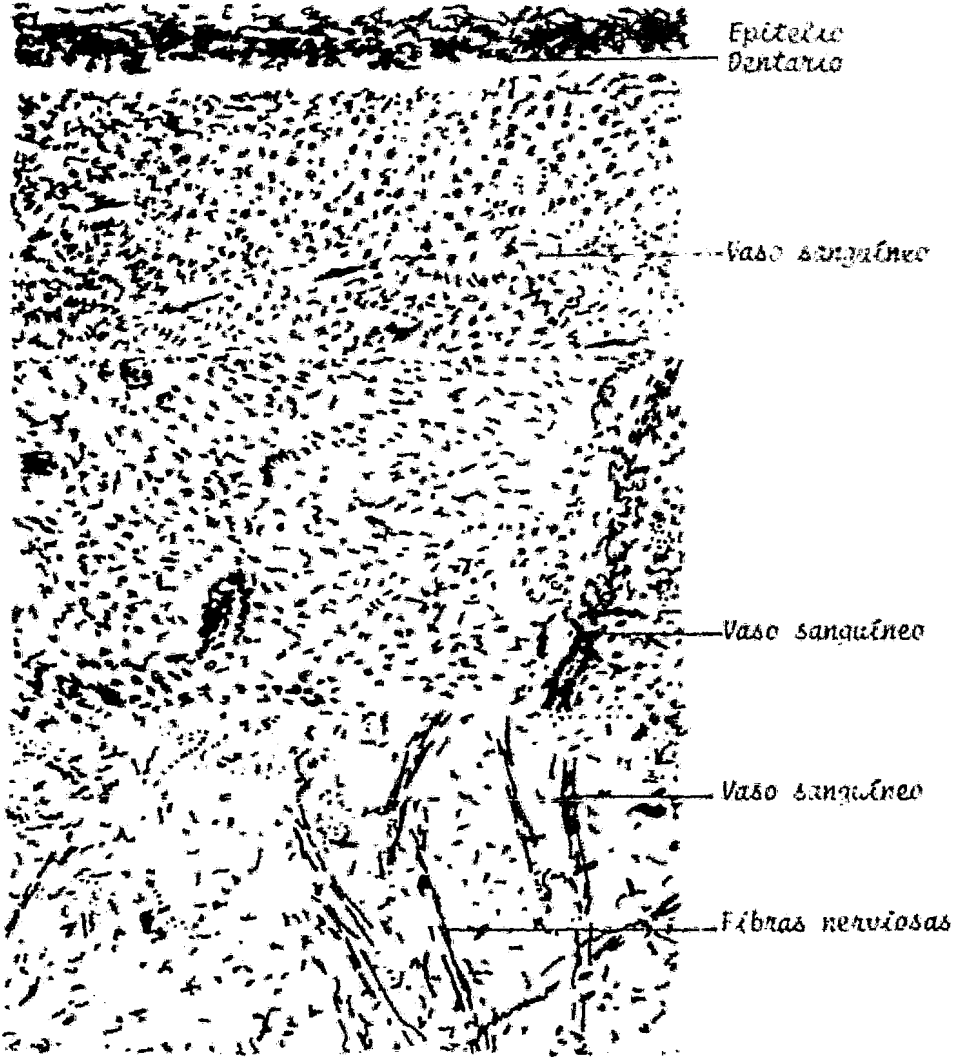 Epitelio
Dentario
Vaso sanguíneo
Vaso sanguíneo
Vaso sanguíneo
Fibras nerviosas